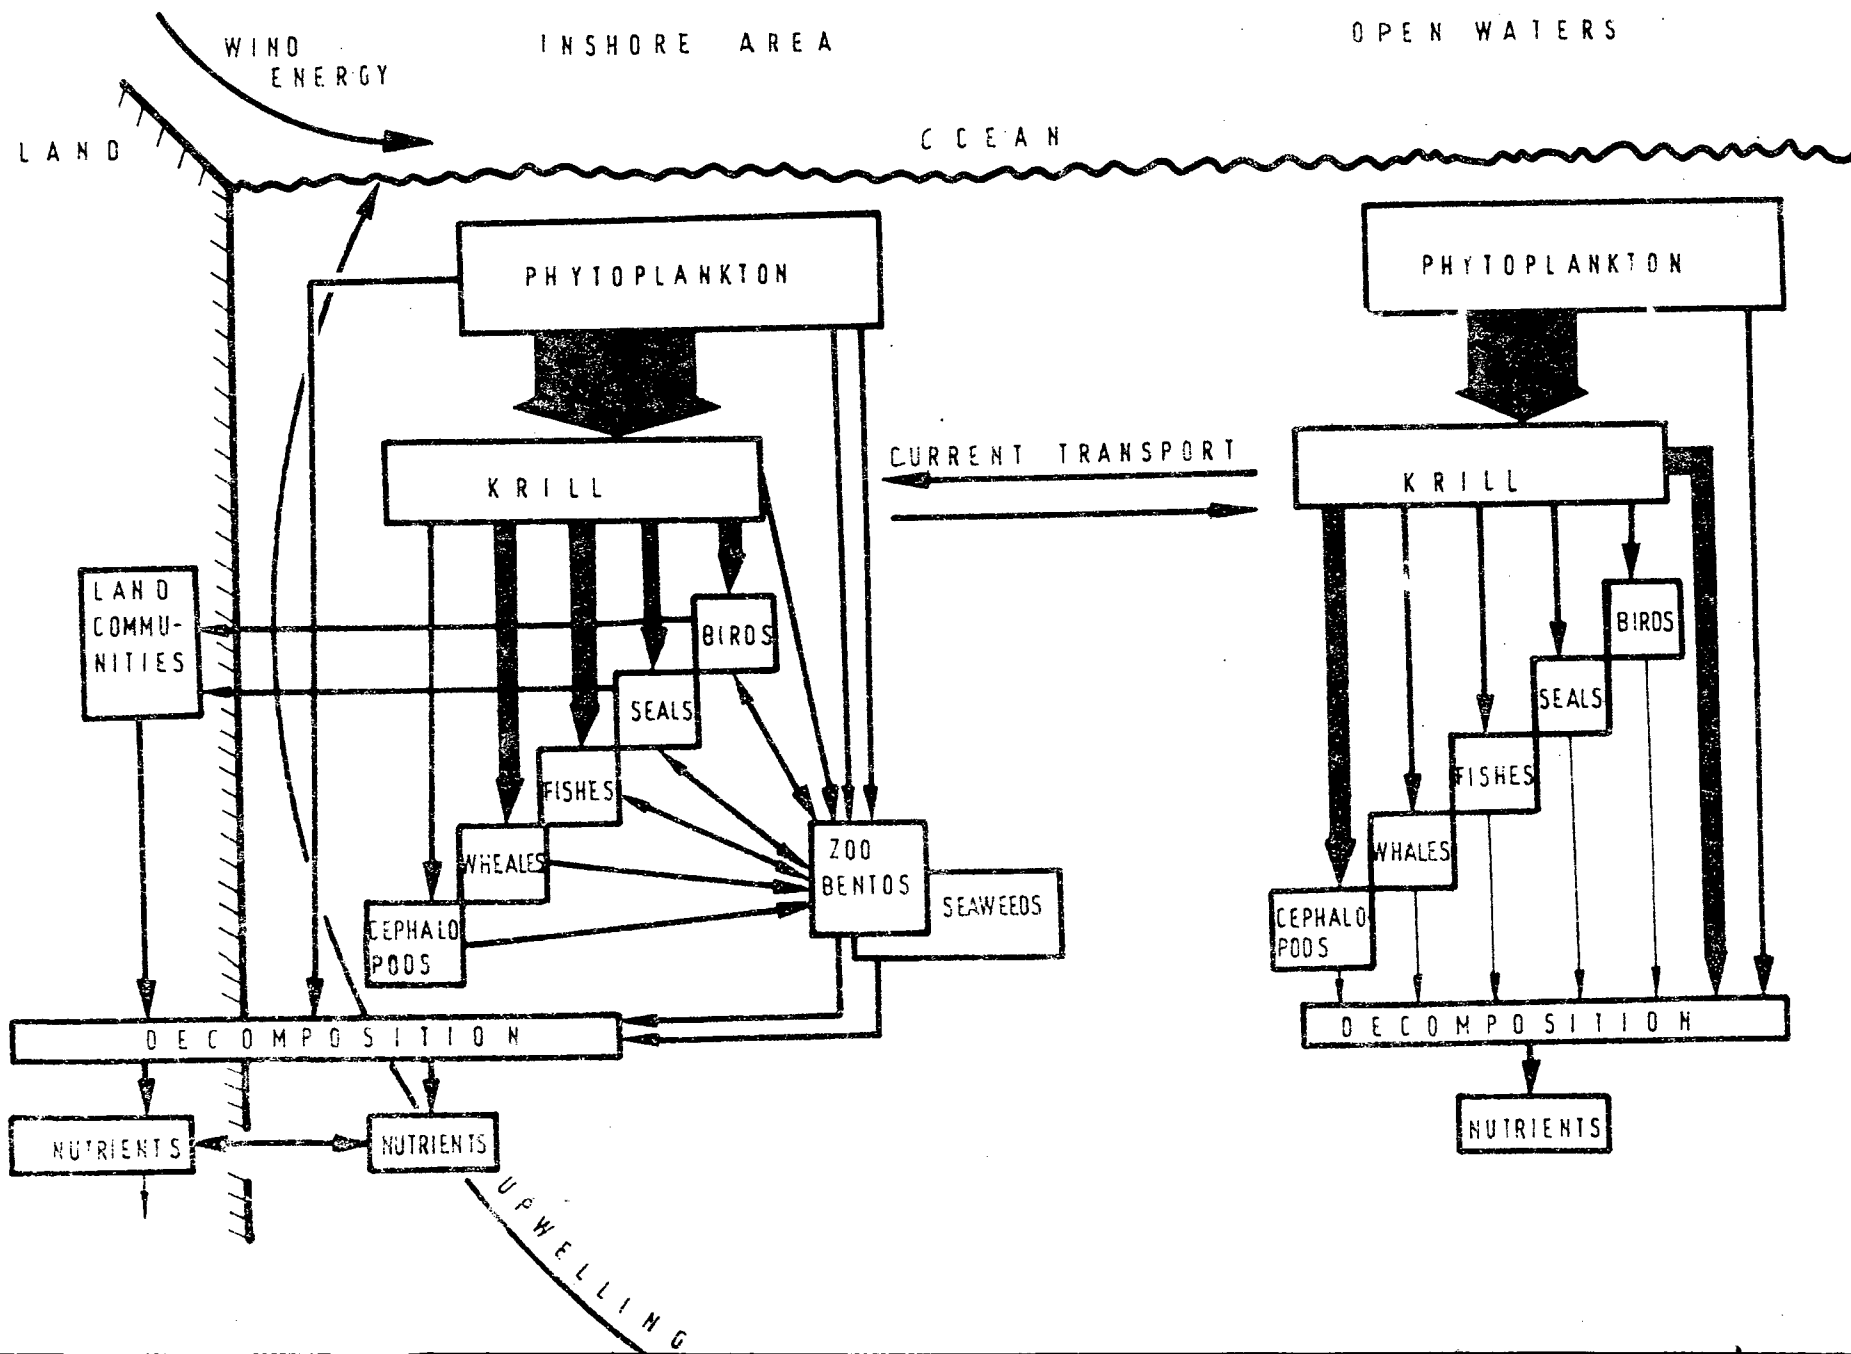 WIND
ENERGY
INSHORE AREA
OPEN WATERS
LAND
CCEAN
PHYTOPLANKTON
PHYTOPLANKTON
KRILL
CURRENT TRANSPORT
KRILL
LAND
COMMU-
NITIES
BIRDS
SEALS
FISHES
WHEALES
CEPHALO
PODS
ZOO
BENTOS
SEAWEEDS
BIRDS
SEALS
FISHES
WHALES
CEPHALO
PODS
DECOMPOSITION
DECOMPOSITION
NUTRIENTS
NUTRIENTS
NUTRIENTS
UPWELLING